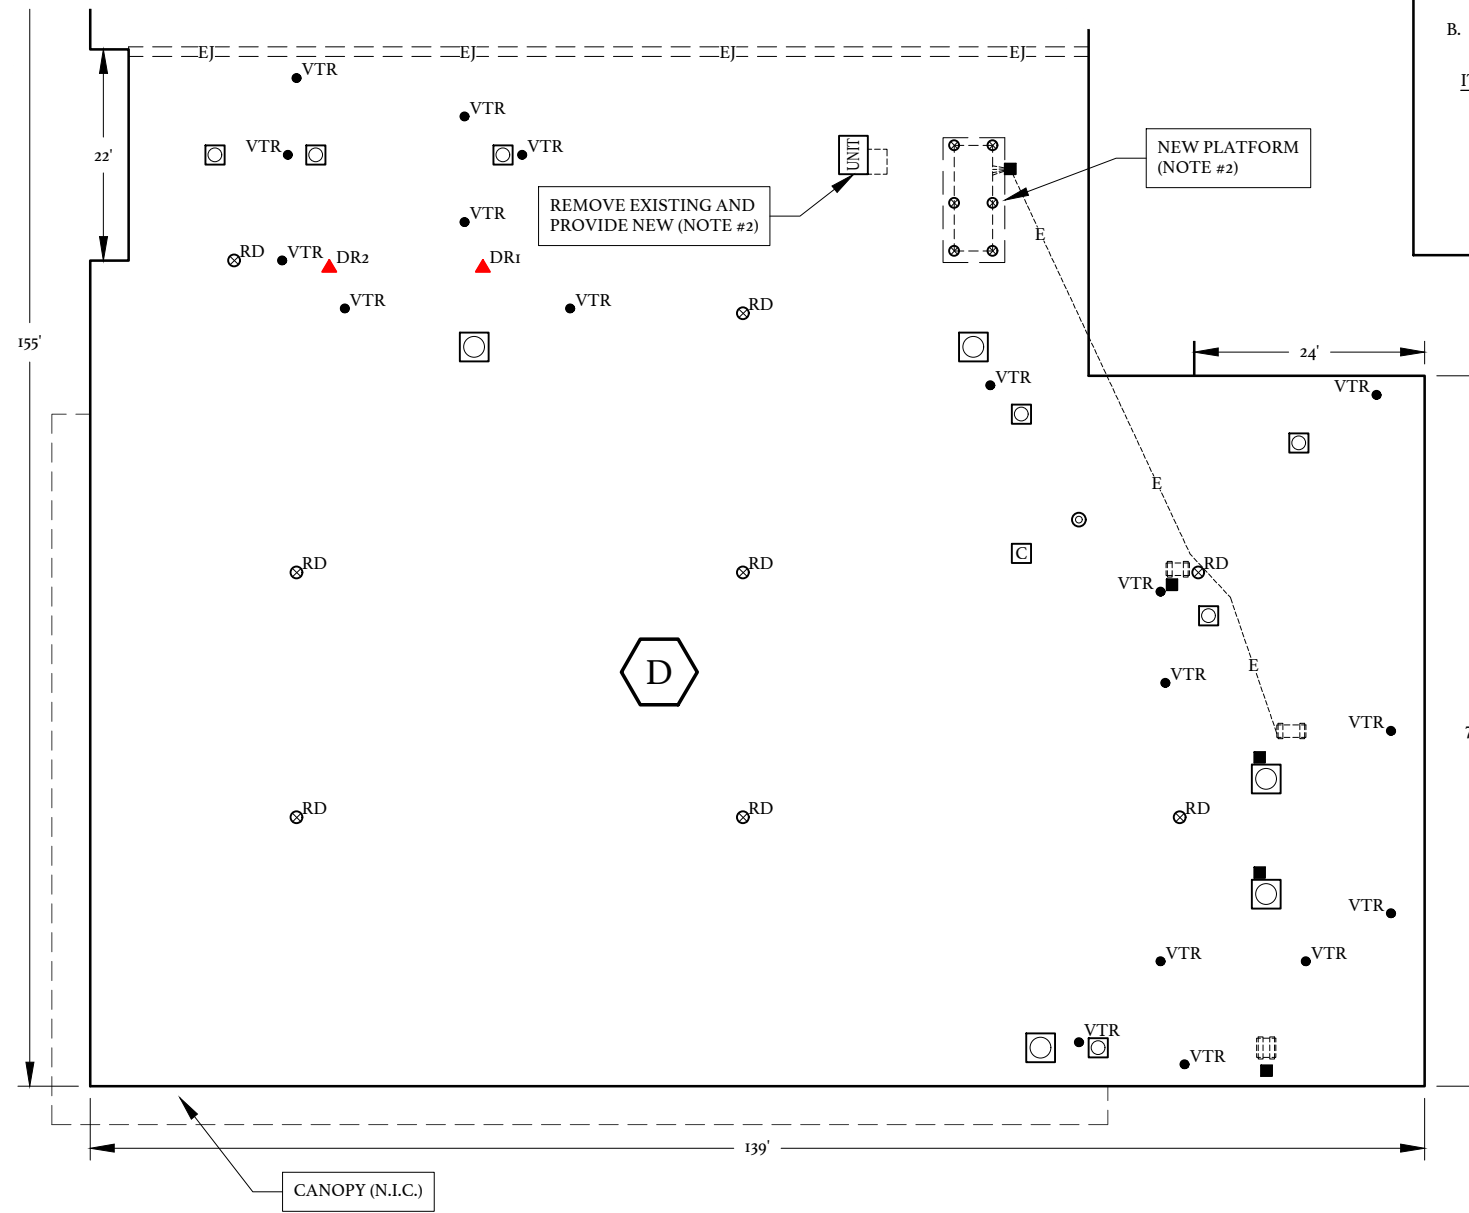 B.
EJ EJ EJ EJ
VTR
IT
VTR
22'
VTR
VTR
UNIT
NEW PLATFORM
(NOTE #2)
REMOVE EXISTING AND
PROVIDE NEW (NOTE #2)
VTR
E
RD
VTR
DR2
DR1
VTR
VTR
RD
155'
24'
VTR
VTR
E
C
RD
RD
RD
VTR
D
E
VTR
VTR
7
RD
RD
RD
VTR
VTR
VTR
VTR
VTR
139'
CANOPY (N.I.C.)